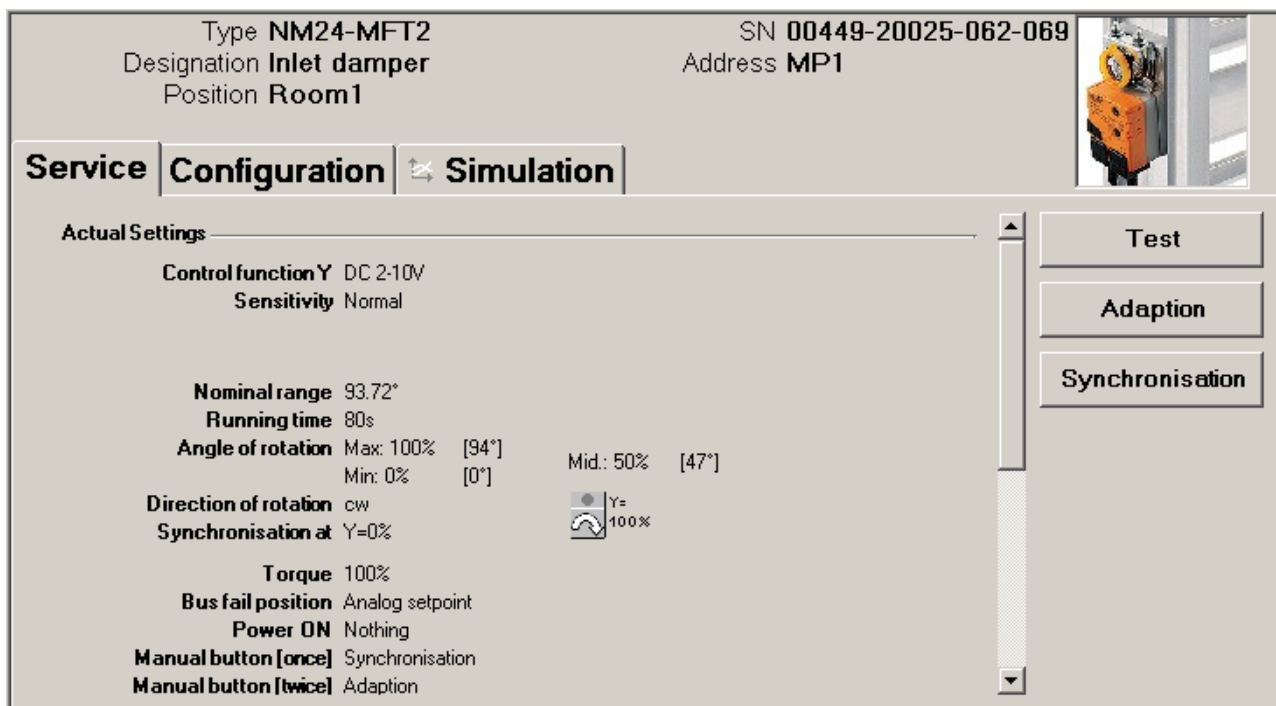 Type NM24-MFT2 SN 00449-20025-062-069
Designation Inlet damper Address MP1
Position Room1
Service Configuration Simulation
Actual Settings Test
Control function Y DC 2-10V
Sensitivity Normal Adaption
Synchronisation
Nominal range 93.72°
Running time 80s
Angle of rotation Max: 100% [94°] Mid.: 50% [47°]
Min: 0% [0°]
Direction of rotation cw Y=
Synchronisation at Y=0% 100%
Torque 100%
Bus fail position Analog setpoint
Power ON Nothing
Manual button [once] Synchronisation
Manual button [twice] Adaption